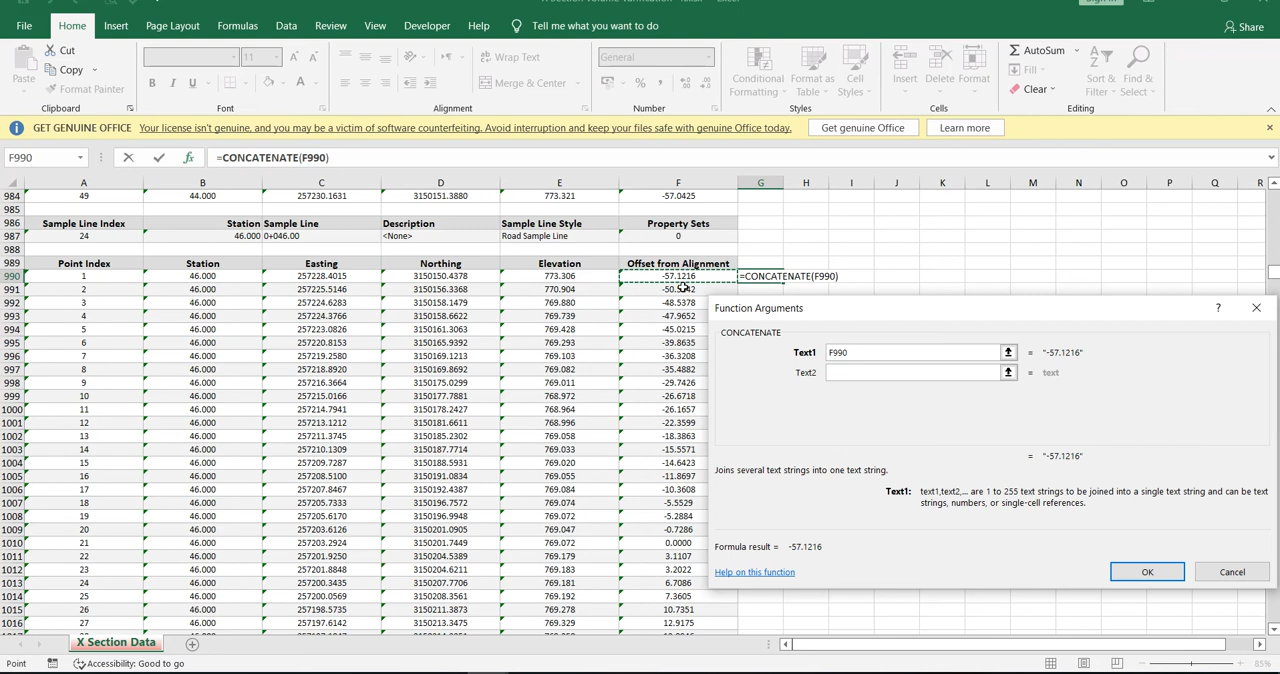 File Home Insert Page Layout Formulas Data Review View Developer Help Tell me what you want to do Share
Paste Cut Copy Format Painter Clipboard
B I U A Font
Wrap Text Merge & Center Alignment
General % Number
Conditional Formatting Format as Table Cell Styles Styles
Insert Delete Format Cells
AutoSum Fill Clear Sort & Filter Find & Select Editing
GET GENUINE OFFICE Your license isn't genuine, and you may be a victim of software counterfeiting. Avoid interruption and keep your files safe with genuine Office today. Get genuine Office Learn more
F990 fx =CONCATENATE(F990)
A B C D E F G H I J K L M N O P Q R
984 49 44.000 257230.1631 3150151.3880 773.321 -57.0425
985
986 Sample Line Index Station Sample Line Description Sample Line Style Property Sets
987 24 46.000 0+046.00 <None> Road Sample Line 0
988
989 Point Index Station Easting Northing Elevation Offset from Alignment
990 1 46.000 257228.4015 3150150.4378 773.306 -57.1216 =CONCATENATE(F990)
991 2 46.000 257225.5146 3150156.3368 770.904
992 3 46.000 257224.6283 3150158.1479 769.880 -48.5378
993 4 46.000 257224.3766 3150158.6622 769.739 -47.9652
994 5 46.000 257223.0826 3150161.3063 769.428 -45.0215
995 6 46.000 257220.8152 3150165.9392 769.293 -39.8635
996 7 46.000 257219.2580 3150169.1213 769.103 -36.3208
997 8 46.000 257218.8920 3150169.8692 769.082 -35.4882
998 9 46.000 257216.3664 3150175.0299 769.011 -29.7426
999 10 46.000 257215.0166 3150177.7881 768.972 -26.6718
1000 11 46.000 257214.7941 3150178.2427 768.964 -26.1657
1001 12 46.000 257213.1212 3150181.6611 768.996 -22.3599
1002 13 46.000 257211.3745 3150185.2302 769.058 -18.3863
1003 14 46.000 257210.1309 3150187.7713 769.058 -15.5571
1004 15 46.000 257209.7287 3150188.5931 769.020 -14.6423
1005 16 46.000 257208.5100 3150191.0834 769.055 -11.8697
1006 17 46.000 257207.8467 3150192.4387 769.084 -10.3608
1007 18 46.000 257205.7333 3150196.7572 769.091 -5.5529
1008 19 46.000 257205.6170 3150196.9948 769.072 -5.2884
1009 20 46.000 257203.6126 3150201.0905 769.047 -0.7286
1010 21 46.000 257203.2924 3150201.7449 769.072 0.0000
1011 22 46.000 257201.9250 3150204.5389 769.179 3.1107
1012 23 46.000 257201.8848 3150204.6211 769.183 3.2022
1013 24 46.000 257200.3435 3150207.7706 769.181 6.7086
1014 25 46.000 257200.0569 3150208.3561 769.192 7.3605
1015 26 46.000 257198.5735 3150211.3873 769.278 10.7351
1016 27 46.000 257197.6142 3150213.3476 769.293 12.9175
Function Arguments ?
CONCATENATE
Text1 F990 = "-57.1216"
Text2 = text
= "-57.1216"
Joins several text strings into one text string.
Text1: text1,text2,... are 1 to 255 text strings to be joined into a single text string and can be text
strings, numbers, or single-cell references.
Formula result = -57.1216
Help on this function OK Cancel
X Section Data
Point Accessibility: Good to go 85%